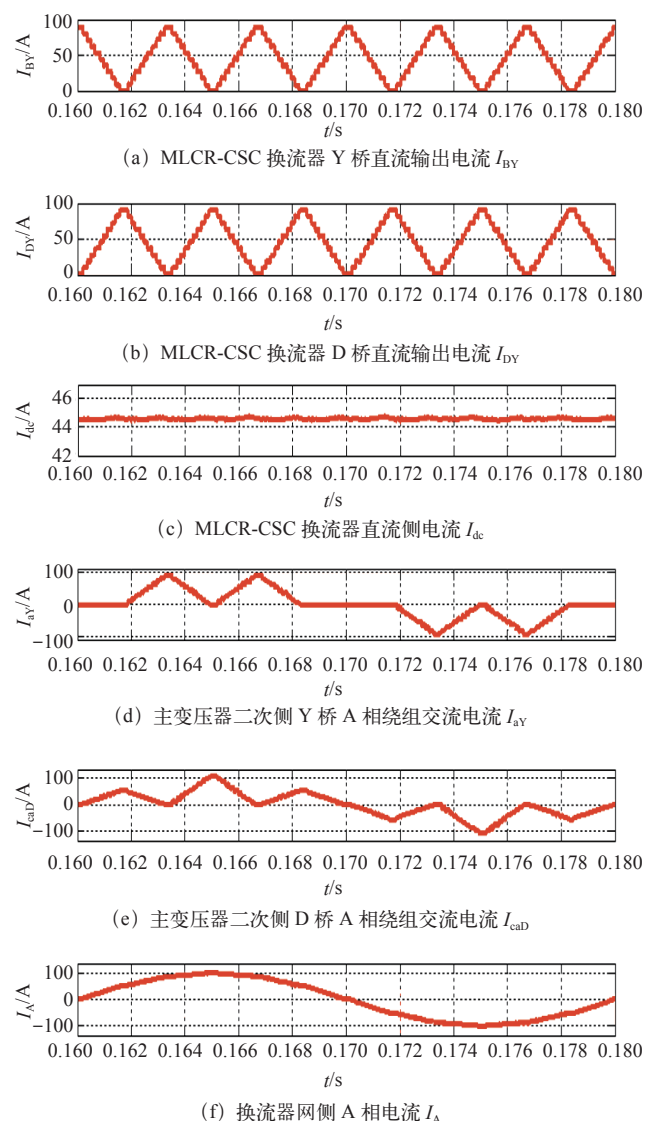 100
50
0
I_BY/A
0.160 0.162 0.164 0.166 0.168 0.170 0.172 0.174 0.176 0.178 0.180
t/s
(a) MLCR-CSC 换流器 Y 桥直流输出电流 I_BY
100
50
0
I_DY/A
0.160 0.162 0.164 0.166 0.168 0.170 0.172 0.174 0.176 0.178 0.180
t/s
(b) MLCR-CSC 换流器 D 桥直流输出电流 I_DY
46
44
42
I_dc/A
0.160 0.162 0.164 0.166 0.168 0.170 0.172 0.174 0.176 0.178 0.180
t/s
(c) MLCR-CSC 换流器直流侧电流 I_dc
100
0
−100
I_aY/A
0.160 0.162 0.164 0.166 0.168 0.170 0.172 0.174 0.176 0.178 0.180
t/s
(d) 主变压器二次侧 Y 桥 A 相绕组交流电流 I_aY
100
0
−100
I_caD/A
0.160 0.162 0.164 0.166 0.168 0.170 0.172 0.174 0.176 0.178 0.180
t/s
(e) 主变压器二次侧 D 桥 A 相绕组交流电流 I_caD
100
0
−100
I_A/A
0.160 0.162 0.164 0.166 0.168 0.170 0.172 0.174 0.176 0.178 0.180
t/s
(f) 换流器网侧 A 相电流 I_A